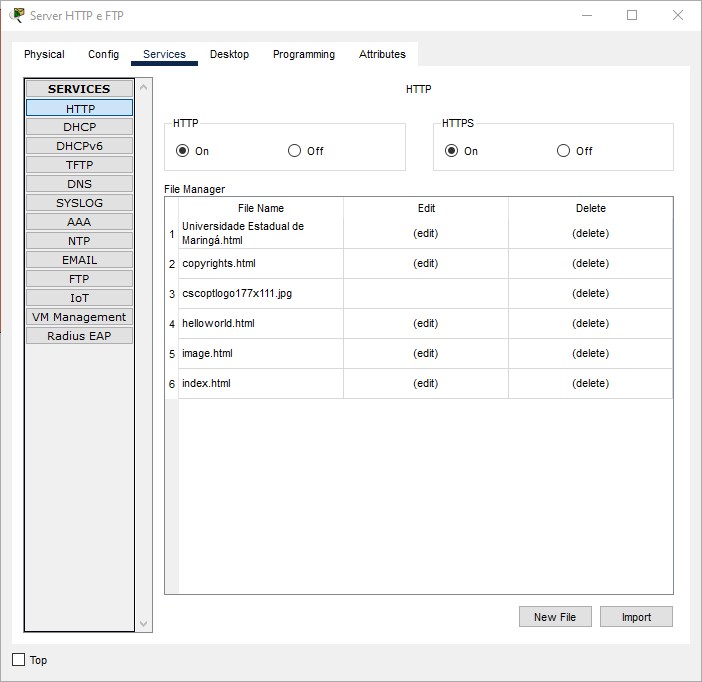 Server HTTP e FTP
Physical Config Services Desktop Programming Attributes
SERVICES
HTTP
DHCP
DHCPv6
TFTP
DNS
SYSLOG
AAA
NTP
EMAIL
FTP
IoT
VM Management
Radius EAP
HTTP
HTTP
On Off
HTTPS
On Off
File Manager
File Name Edit Delete
1 Universidade Estadual de
Maringá.html (edit) (delete)
2 copyrights.html (edit) (delete)
3 cscoptlogo177x111.jpg (delete)
4 helloworld.html (edit) (delete)
5 image.html (edit) (delete)
6 index.html (edit) (delete)
New File Import
Top